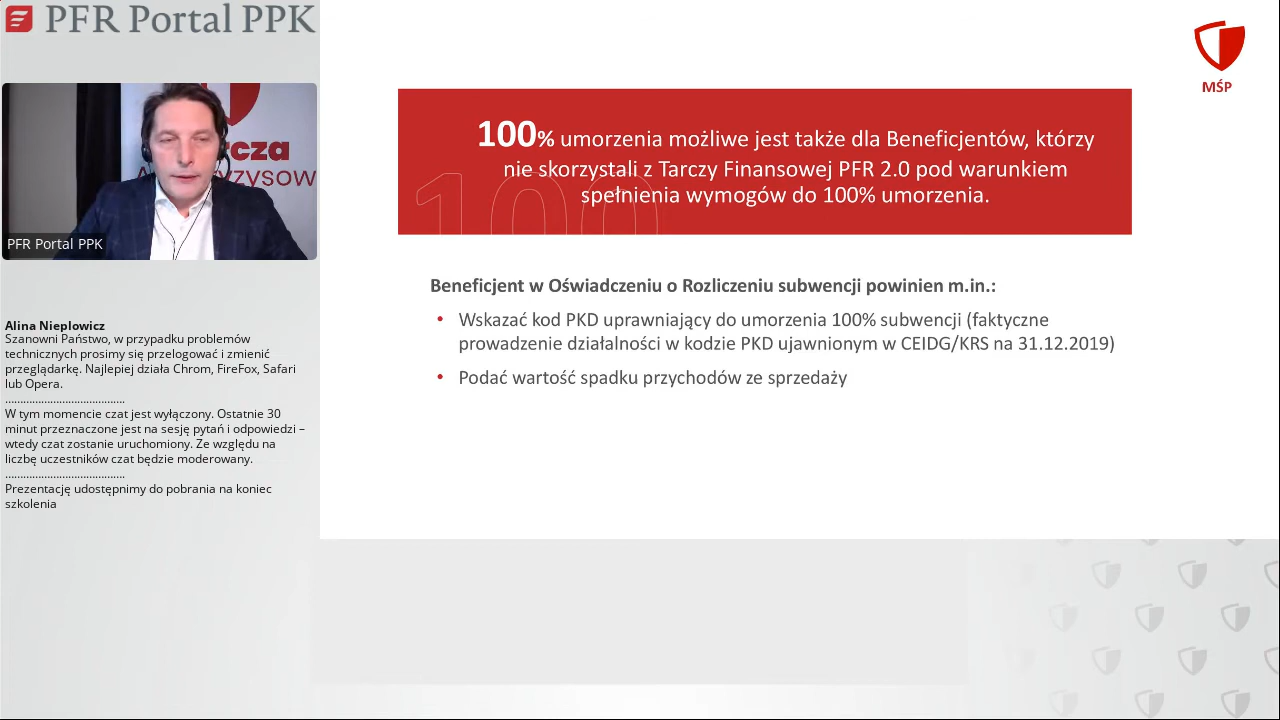 PFR Portal PPK
cza
PFR Portal PPK
Alina Nieplowicz
Szanowni Państwo, w przypadku problemów
technicznych prosimy się przelogować i zmienić
przeglądarkę. Najlepiej działa Chrom, FireFox, Safari
lub Opera.
........................................
W tym momencie czat jest wyłączony. Ostatnie 30
minut przeznaczone jest na sesję pytań i odpowiedzi –
wtedy czat zostanie uruchomiony. Ze względu na
liczbę uczestników czat będzie moderowany.
........................................
Prezentację udostępnimy do pobrania na koniec
szkolenia
MŚP
100% umorzenia możliwe jest także dla Beneficjentów, którzy
nie skorzystali z Tarczy Finansowej PFR 2.0 pod warunkiem
spełnienia wymogów do 100% umorzenia.
100
Beneficjent w Oświadczeniu o Rozliczeniu subwencji powinien m.in.:
• Wskazać kod PKD uprawniający do umorzenia 100% subwencji (faktyczne
prowadzenie działalności w kodzie PKD ujawnionym w CEIDG/KRS na 31.12.2019)
• Podać wartość spadku przychodów ze sprzedaży